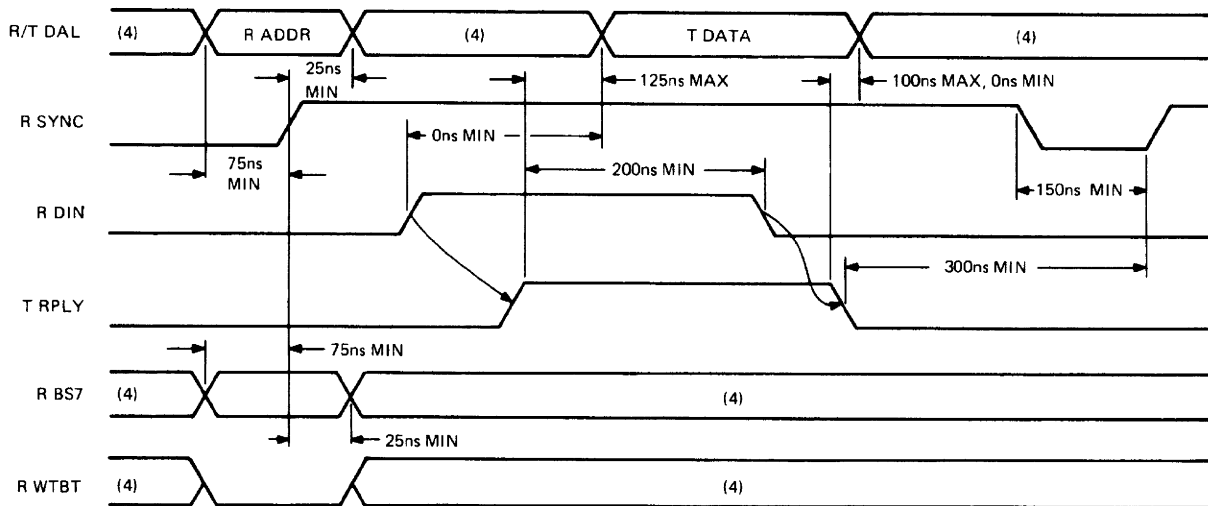 R/T DAL (4) R ADDR (4) T DATA (4)
25ns MIN
125ns MAX
100ns MAX, 0ns MIN
R SYNC
0ns MIN
75ns MIN
200ns MIN
150ns MIN
R DIN
300ns MIN
T RPLY
75ns MIN
R BS7 (4) (4)
25ns MIN
R WTBT (4) (4)